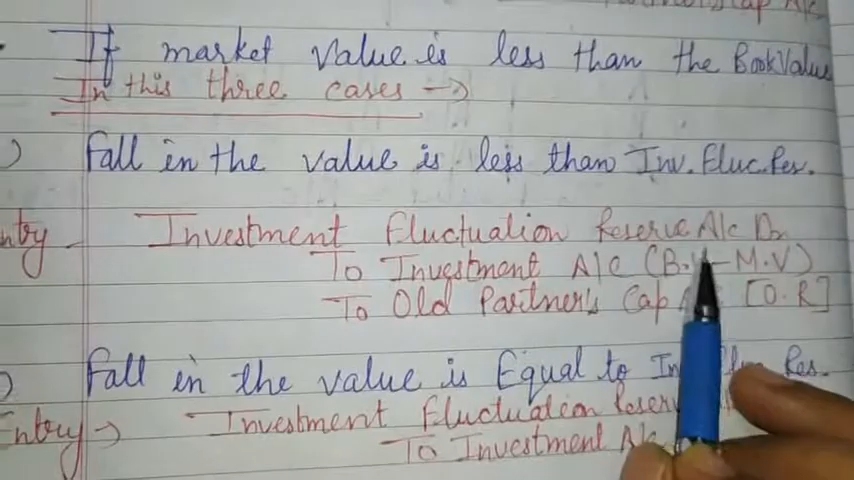 Cap A/c
If market value is less than the Book Value
In this three cases →
) Fall in the value is less than Inv. Fluc. Res.
Entry - Investment Fluctuation Reserve A/c Dr
To Investment A/c (B.V - M.V)
To Old Partner's Cap [O.R]
) Fall in the value is Equal to Res.
Entry → Investment Fluctuation
To Investment A/c